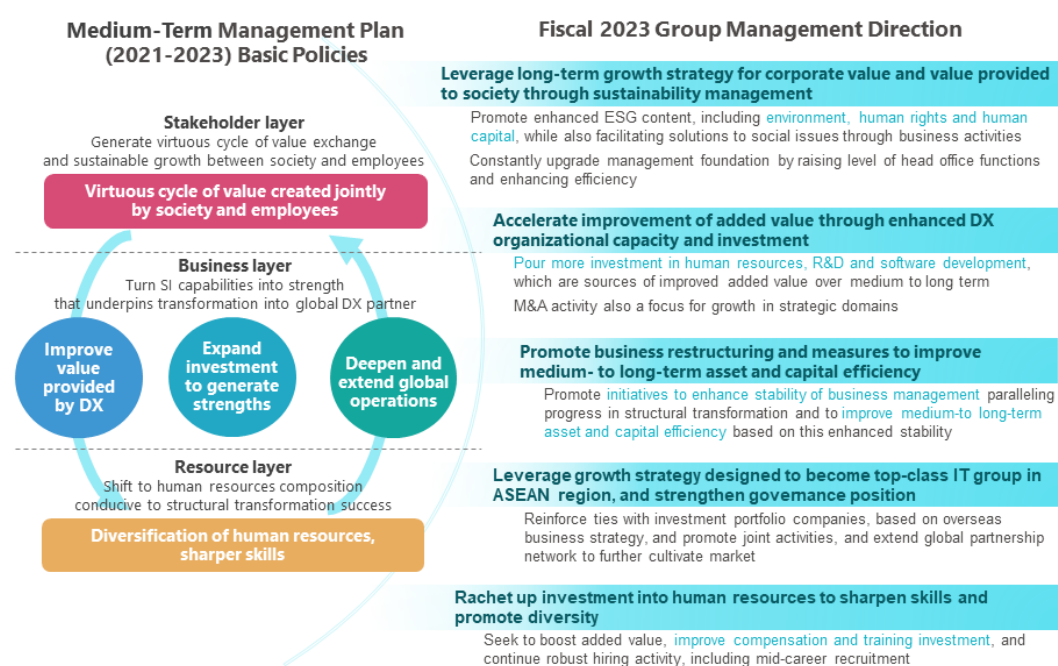 Medium-Term Management Plan
(2021-2023) Basic Policies
Stakeholder layer
Generate virtuous cycle of value exchange
and sustainable growth between society and employees
Virtuous cycle of value created jointly
by society and employees
Business layer
Turn SI capabilities into strength
that underpins transformation into global DX partner
Improve
value
provided
by DX
Expand
investment
to generate
strengths
Deepen and
extend global
operations
Resource layer
Shift to human resources composition
conducive to structural transformation success
Diversification of human resources,
sharper skills
Fiscal 2023 Group Management Direction
Leverage long-term growth strategy for corporate value and value provided
to society through sustainability management
Promote enhanced ESG content, including environment, human rights and human
capital, while also facilitating solutions to social issues through business activities
Constantly upgrade management foundation by raising level of head office functions
and enhancing efficiency
Accelerate improvement of added value through enhanced DX
organizational capacity and investment
Pour more investment in human resources, R&D and software development,
which are sources of improved added value over medium to long term
M&A activity also a focus for growth in strategic domains
Promote business restructuring and measures to improve
medium- to long-term asset and capital efficiency
Promote initiatives to enhance stability of business management paralleling
progress in structural transformation and to improve medium-to long-term
asset and capital efficiency based on this enhanced stability
Leverage growth strategy designed to become top-class IT group in
ASEAN region, and strengthen governance position
Reinforce ties with investment portfolio companies, based on overseas
business strategy, and promote joint activities, and extend global partnership
network to further cultivate market
Rachet up investment into human resources to sharpen skills and
promote diversity
Seek to boost added value, improve compensation and training investment, and
continue robust hiring activity, including mid-career recruitment